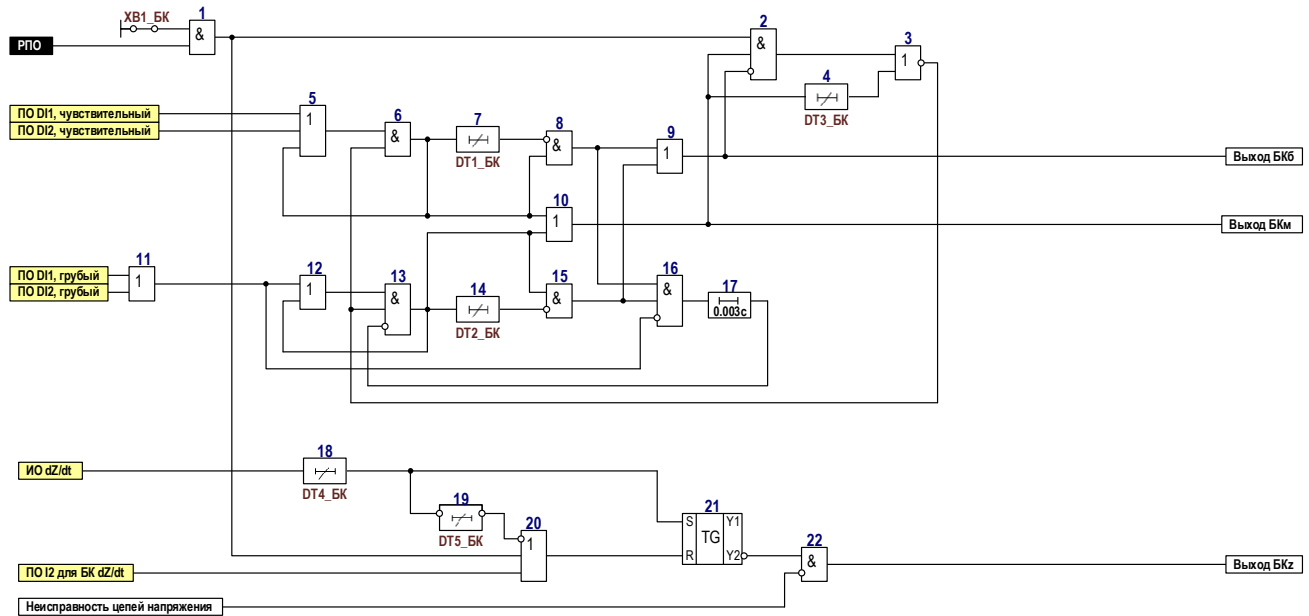 1
2
XB1_БК
&
3
РПО
&
4
1
DT3_БК
ПО DI1, чувствительный
ПО DI2, чувствительный
5
1
6
&
7
DT1_БК
8
&
9
1
Выход БКб
10
1
Выход БКм
ПО DI1, грубый
ПО DI2, грубый
11
1
12
1
13
&
14
DT2_БК
15
&
16
&
17
0.003с
ИО dZ/dt
18
DT4_БК
19
DT5_БК
20
1
21
S
Y1
TG
R
Y2
22
&
ПО I2 для БК dZ/dt
Выход БКz
Неисправность цепей напряжения